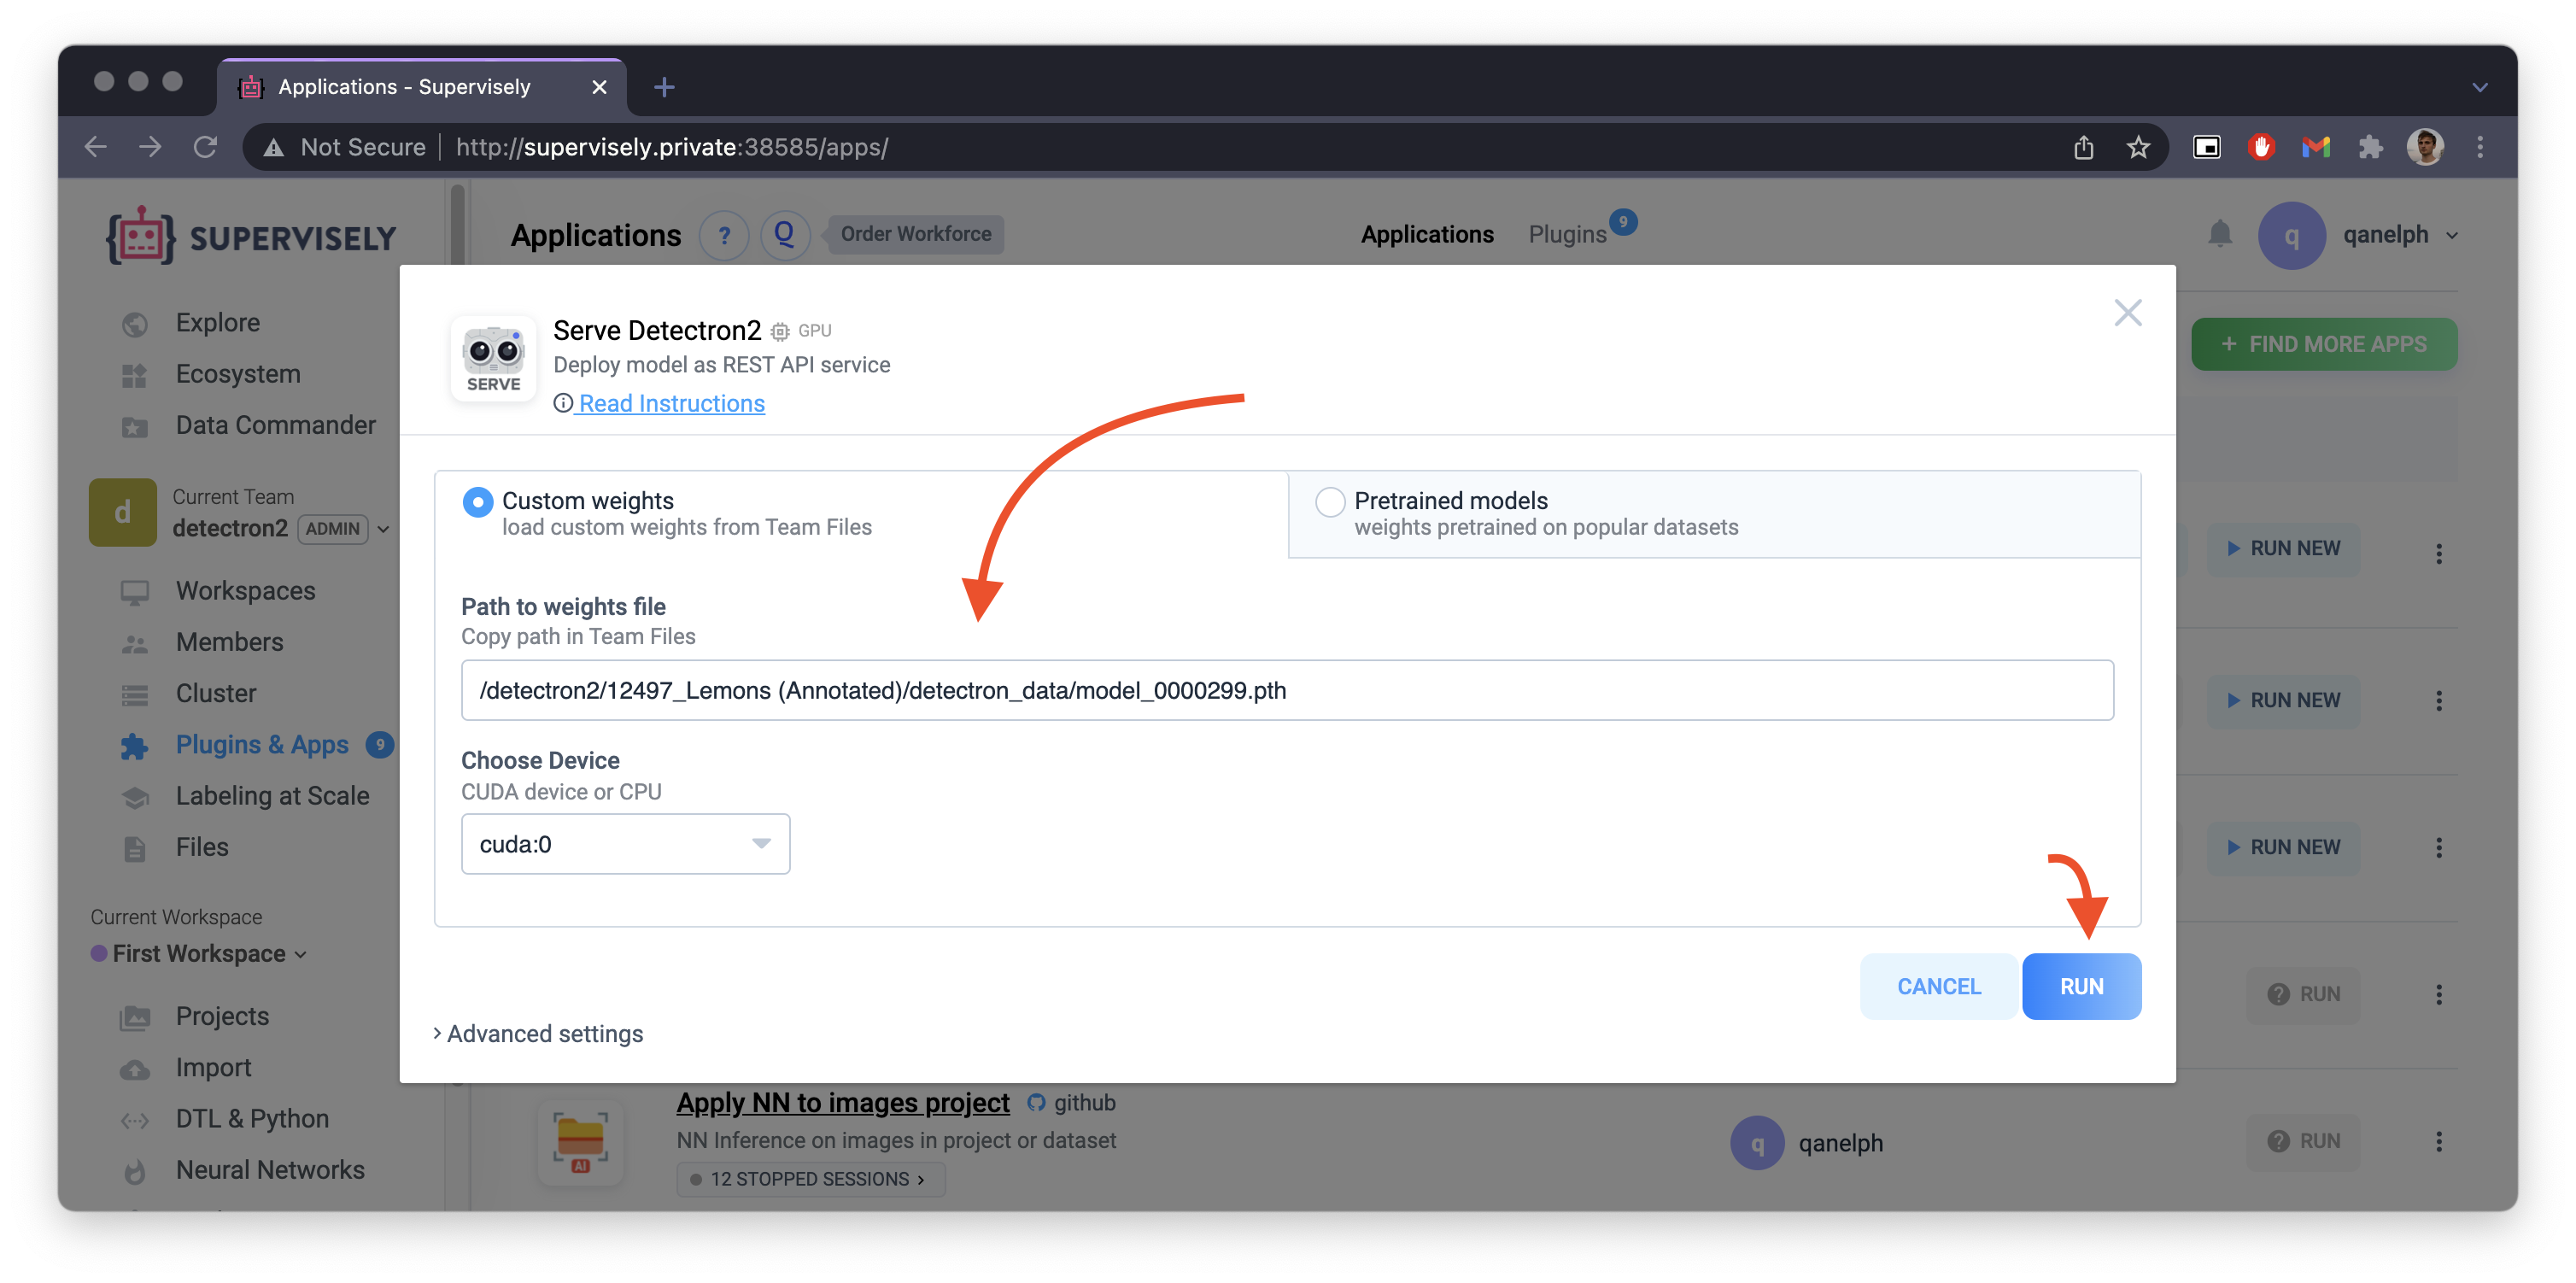 Applications - Supervisely
Not Secure | http://supervisely.private:38585/apps/
SUPERVISELY
Applications ? Q Order Workforce
Applications Plugins 9
q qanelph
Explore
Ecosystem
Data Commander
d
Current Team
detectron2 ADMIN
Workspaces
Members
Cluster
Plugins & Apps 9
Labeling at Scale
Files
Current Workspace
First Workspace
Projects
Import
DTL & Python
Neural Networks
SERVE
Serve Detectron2 GPU
Deploy model as REST API service
Read Instructions
Custom weights
load custom weights from Team Files
Pretrained models
weights pretrained on popular datasets
Path to weights file
Copy path in Team Files
/detectron2/12497_Lemons (Annotated)/detectron_data/model_0000299.pth
Choose Device
CUDA device or CPU
cuda:0
CANCEL
RUN
> Advanced settings
+ FIND MORE APPS
RUN NEW
RUN NEW
RUN NEW
? RUN
AI
Apply NN to images project github
NN Inference on images in project or dataset
12 STOPPED SESSIONS >
q qanelph
? RUN